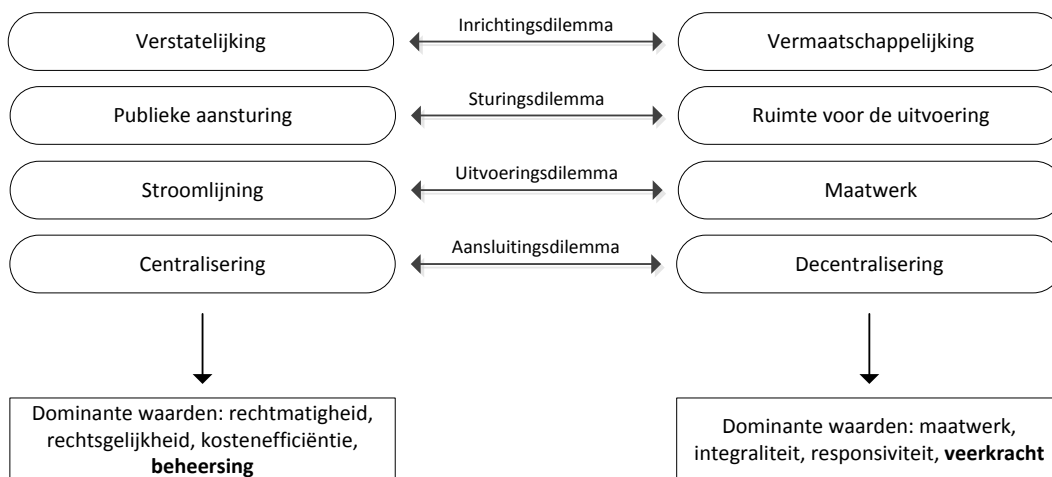 Verstatelijking
Inrichtingsdilemma
Vermaatschappelijking
Publieke aansturing
Sturingsdilemma
Ruimte voor de uitvoering
Stroomlijning
Uitvoeringsdilemma
Maatwerk
Centralisering
Aansluitingsdilemma
Decentralisering
Dominante waarden: rechtmatigheid,
rechtsgelijkheid, kostenefficiëntie,
beheersing
Dominante waarden: maatwerk,
integraliteit, responsiviteit, veerkracht